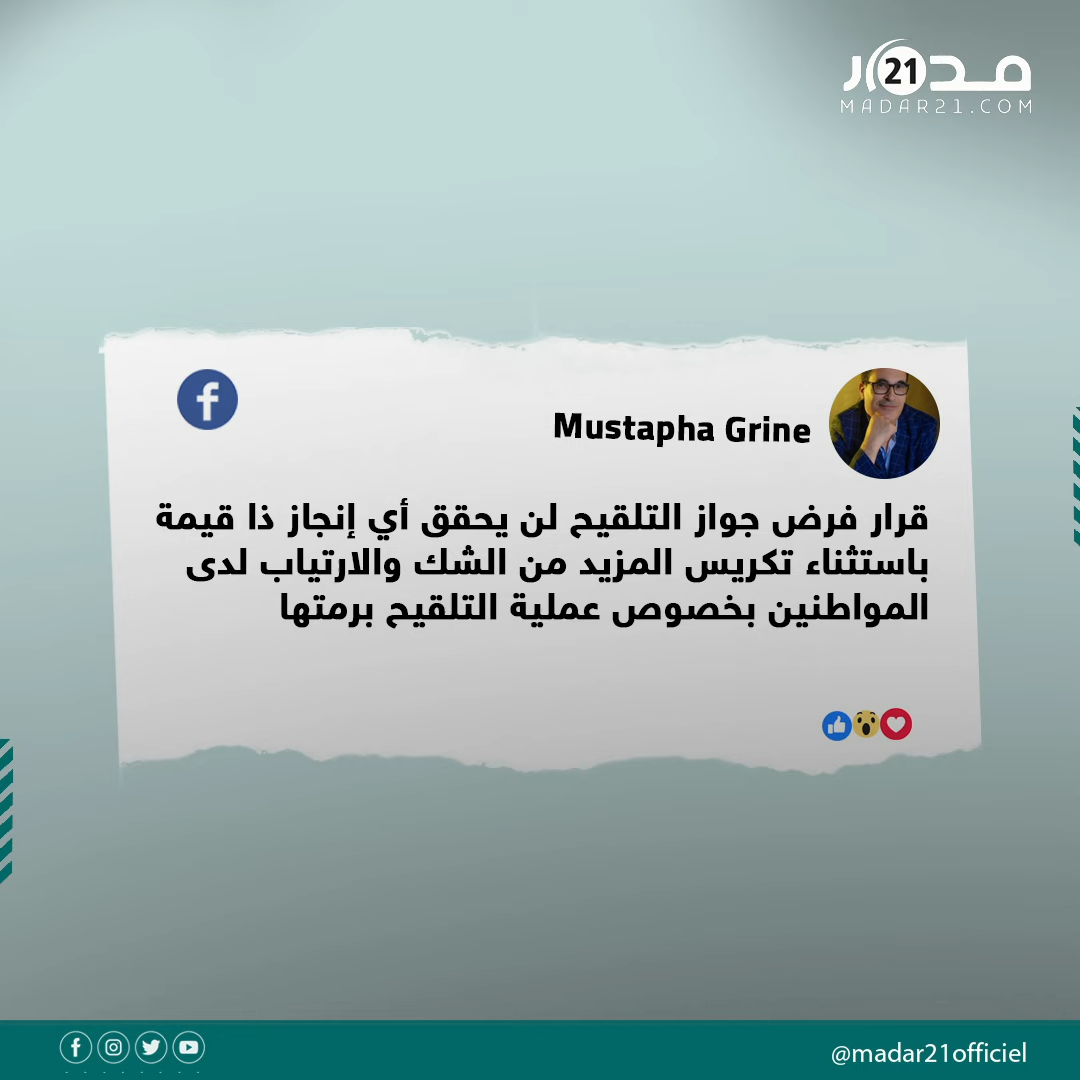 مدار 21
MADAR21.COM
Mustapha Grine
قرار فرض جواز التلقيح لن يحقق أي إنجاز ذا قيمة
باستثناء تكريس المزيد من الشك والارتياب لدى
المواطنين بخصوص عملية التلقيح برمتها
@madar21officiel